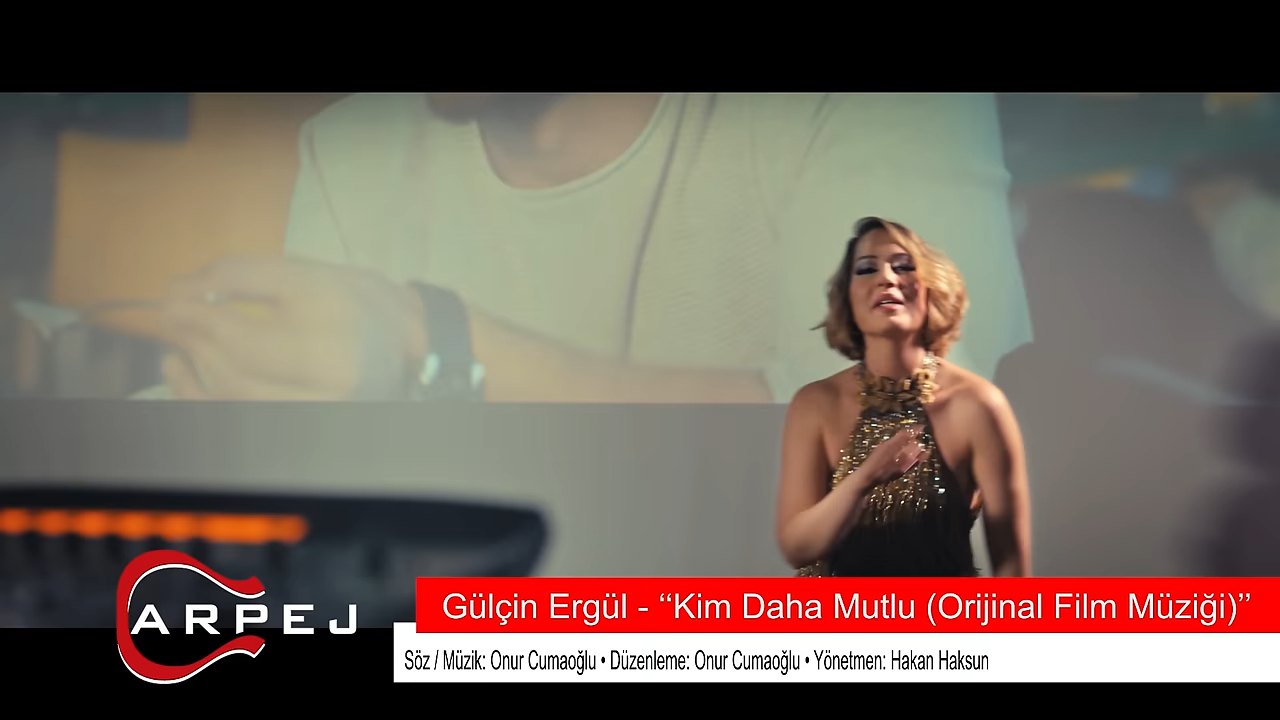 ARPEJ
Gülçin Ergül - “Kim Daha Mutlu (Orijinal Film Müziği)”
Söz / Müzik: Onur Cumaoğlu • Düzenleme: Onur Cumaoğlu • Yönetmen: Hakan Haksun